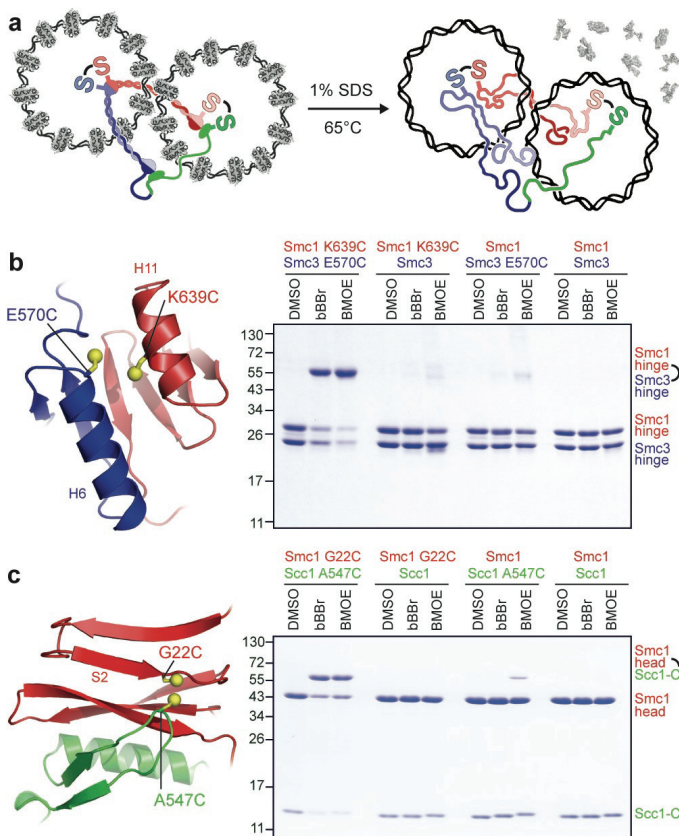 a
S
S
S
S
1% SDS
65°C
S
S
S
S
b
H11
K639C
E570C
H6
Smc1 K639C
Smc3 E570C
Smc1 K639C
Smc3
Smc1
Smc3 E570C
Smc1
Smc3
DMSO
bBBr
BMOE
DMSO
bBBr
BMOE
DMSO
bBBr
BMOE
DMSO
bBBr
BMOE
130
72
55
43
34
26
17
11
Smc1
hinge
Smc3
hinge
Smc1
hinge
Smc3
hinge
c
G22C
S2
A547C
Smc1 G22C
Scc1 A547C
Smc1 G22C
Scc1
Smc1
Scc1 A547C
Smc1
Scc1
DMSO
bBBr
BMOE
DMSO
bBBr
BMOE
DMSO
bBBr
BMOE
DMSO
bBBr
BMOE
130
72
55
43
34
26
17
11
Smc1
head
Scc1-C
Smc1
head
Scc1-C